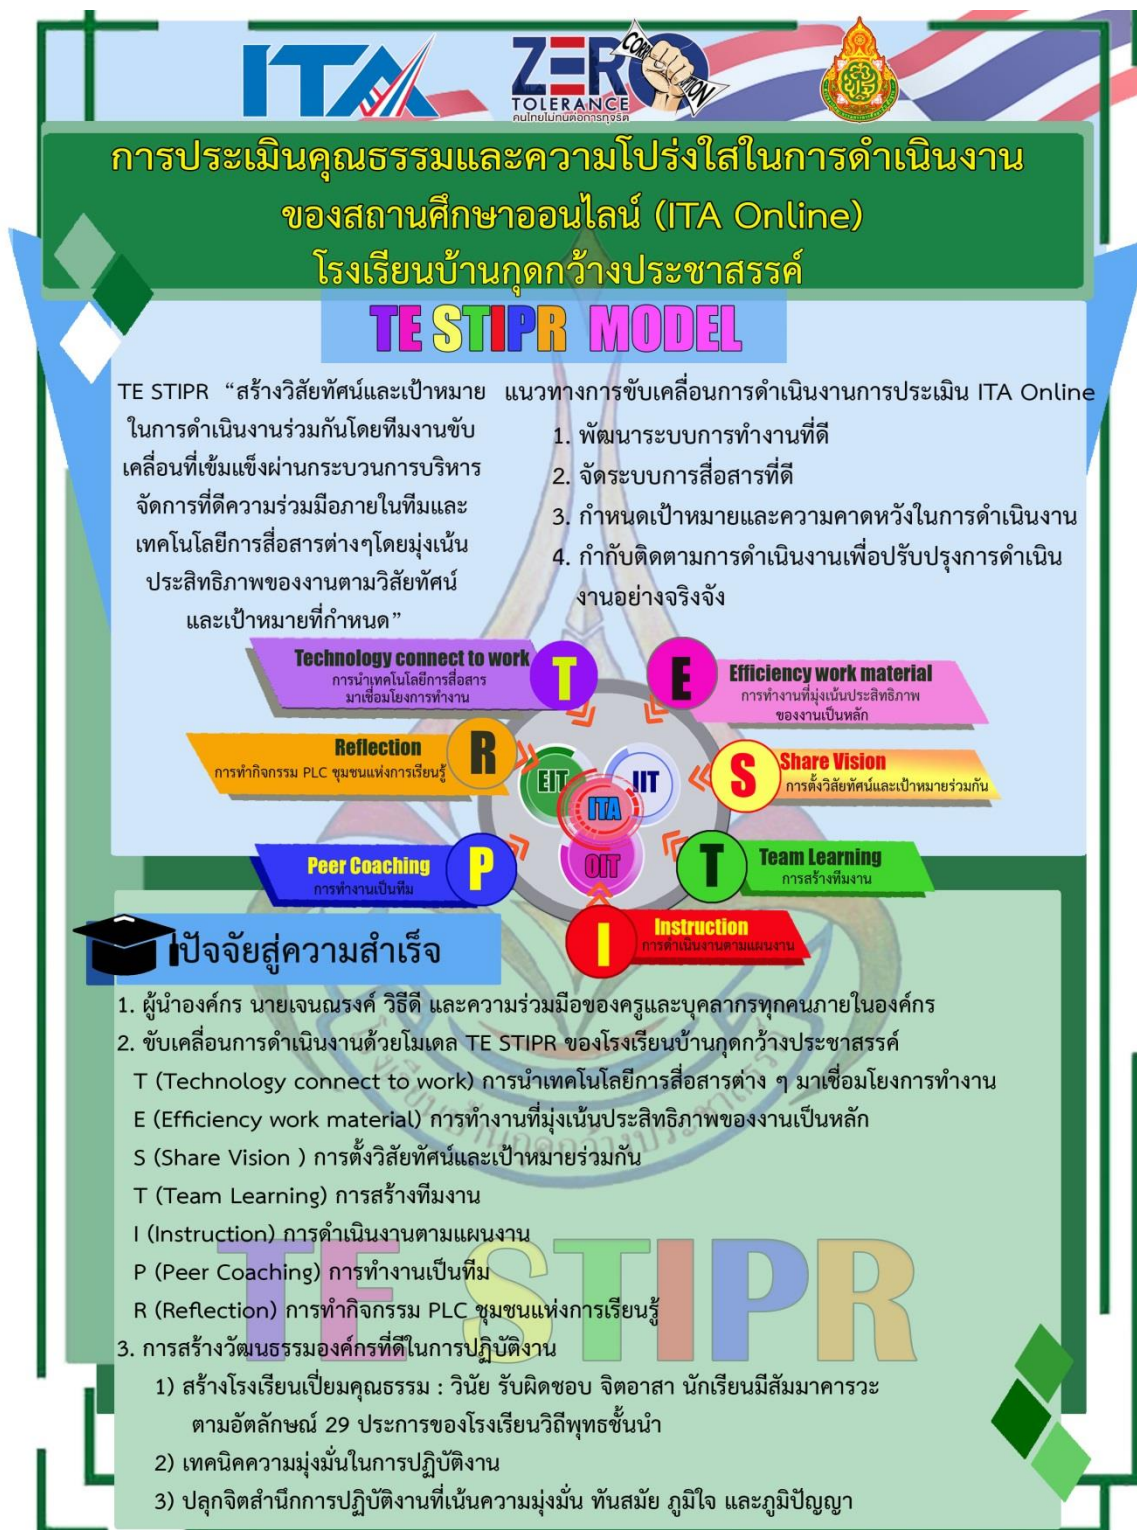 ITA
ZERO
CORRUPTION
TOLERANCE
คนไทยไม่ทนต่อการทุจริต
การประเมินคุณธรรมและความโปร่งใสในการดำเนินงาน
ของสถานศึกษาออนไลน์ (ITA Online)
โรงเรียนบ้านกุดกว้างประชาสรรค์
TE STIPR MODEL
TE STIPR “สร้างวิสัยทัศน์และเป้าหมาย
ในการดำเนินงานร่วมกันโดยทีมงานขับ
เคลื่อนที่เข้มแข็งผ่านกระบวนการบริหาร
จัดการที่ดีความร่วมมือภายในทีมและ
เทคโนโลยีการสื่อสารต่างๆโดยมุ่งเน้น
ประสิทธิภาพของงานตามวิสัยทัศน์
และเป้าหมายที่กำหนด”
แนวทางการขับเคลื่อนการดำเนินงานการประเมิน ITA Online
1. พัฒนาระบบการทำงานที่ดี
2. จัดระบบการสื่อสารที่ดี
3. กำหนดเป้าหมายและความคาดหวังในการดำเนินงาน
4. กำกับติดตามการดำเนินงานเพื่อปรับปรุงการดำเนิน
งานอย่างจริงจัง
Technology connect to work
การนำเทคโนโลยีการสื่อสาร
มาเชื่อมโยงการทำงาน
T
E
Efficiency work material
การทำงานที่มุ่งเน้นประสิทธิภาพ
ของงานเป็นหลัก
Reflection
การทำกิจกรรม PLC ชุมชนแห่งการเรียนรู้
R
EIT
IIT
ITA
OIT
S
Share Vision
การตั้งวิสัยทัศน์และเป้าหมายร่วมกัน
Peer Coaching
การทำงานเป็นทีม
P
T
Team Learning
การสร้างทีมงาน
I
Instruction
การดำเนินงานตามแผนงาน
ปัจจัยสู่ความสำเร็จ
1. ผู้นำองค์กร นายเจนณรงค์ วิธีดี และความร่วมมือของครูและบุคลากรทุกคนภายในองค์กร
2. ขับเคลื่อนการดำเนินงานด้วยโมเดล TE STIPR ของโรงเรียนบ้านกุดกว้างประชาสรรค์
T (Technology connect to work) การนำเทคโนโลยีการสื่อสารต่าง ๆ มาเชื่อมโยงการทำงาน
E (Efficiency work material) การทำงานที่มุ่งเน้นประสิทธิภาพของงานเป็นหลัก
S (Share Vision ) การตั้งวิสัยทัศน์และเป้าหมายร่วมกัน
T (Team Learning) การสร้างทีมงาน
I (Instruction) การดำเนินงานตามแผนงาน
P (Peer Coaching) การทำงานเป็นทีม
R (Reflection) การทำกิจกรรม PLC ชุมชนแห่งการเรียนรู้
3. การสร้างวัฒนธรรมองค์กรที่ดีในการปฏิบัติงาน
1) สร้างโรงเรียนเปี่ยมคุณธรรม : วินัย รับผิดชอบ จิตอาสา นักเรียนมีสัมมาคารวะ
ตามอัตลักษณ์ 29 ประการของโรงเรียนวิถีพุทธชั้นนำ
2) เทคนิคความมุ่งมั่นในการปฏิบัติงาน
3) ปลุกจิตสำนึกการปฏิบัติงานที่เน้นความมุ่งมั่น ทันสมัย ภูมิใจ และภูมิปัญญา
โรงเรียนบ้านกุดกว้างประชาสรรค์
TE STIPR